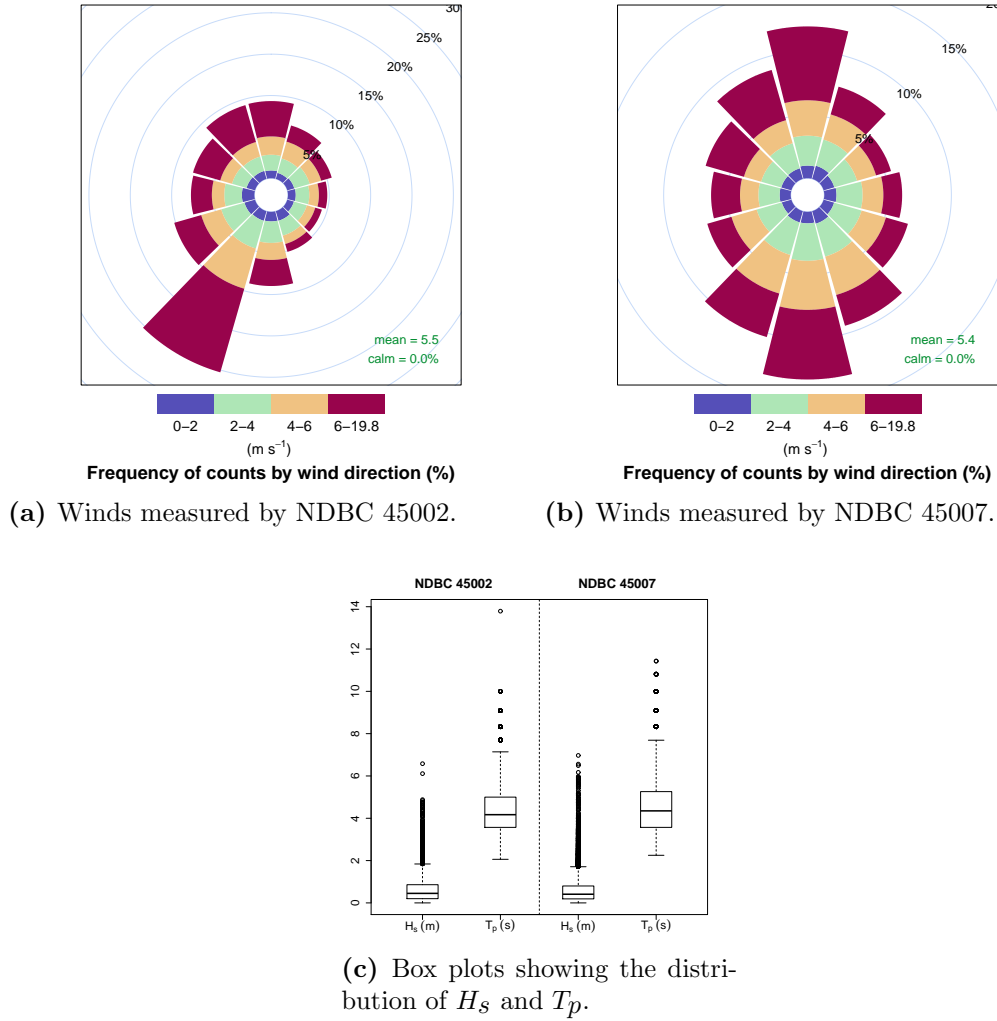 30
25%
20%
15%
10%
5%
mean = 5.5
calm = 0.0%
0−2 2−4 4−6 6−19.8
(m s⁻¹)
Frequency of counts by wind direction (%)
(a) Winds measured by NDBC 45002.
15%
10%
5%
mean = 5.4
calm = 0.0%
0−2 2−4 4−6 6−19.8
(m s⁻¹)
Frequency of counts by wind direction (%)
(b) Winds measured by NDBC 45007.
NDBC 45002 NDBC 45007
14
12
10
8
6
4
2
0
Hₛ (m) Tₚ (s) Hₛ (m) Tₚ (s)
(c) Box plots showing the distri-
bution of Hₛ and Tₚ.